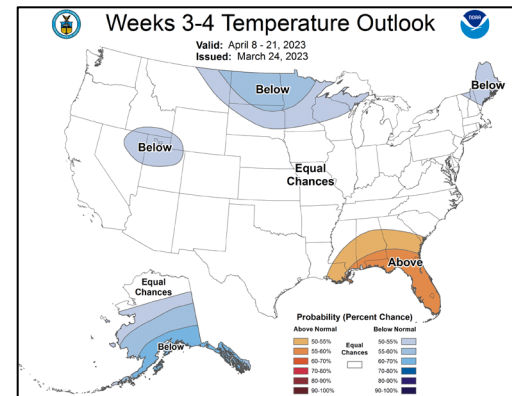 Weeks 3-4 Temperature Outlook
NOAA
Valid: April 8 - 21, 2023
Issued: March 24, 2023
Below
Below
Below
Equal
Chances
Above
Equal
Chances
Below
Probability (Percent Chance)
Above Normal
Below Normal
50-55%
55-60%
60-70%
70-80%
80-90%
90-100%
Equal
Chances
50-55%
55-60%
60-70%
70-80%
80-90%
90-100%